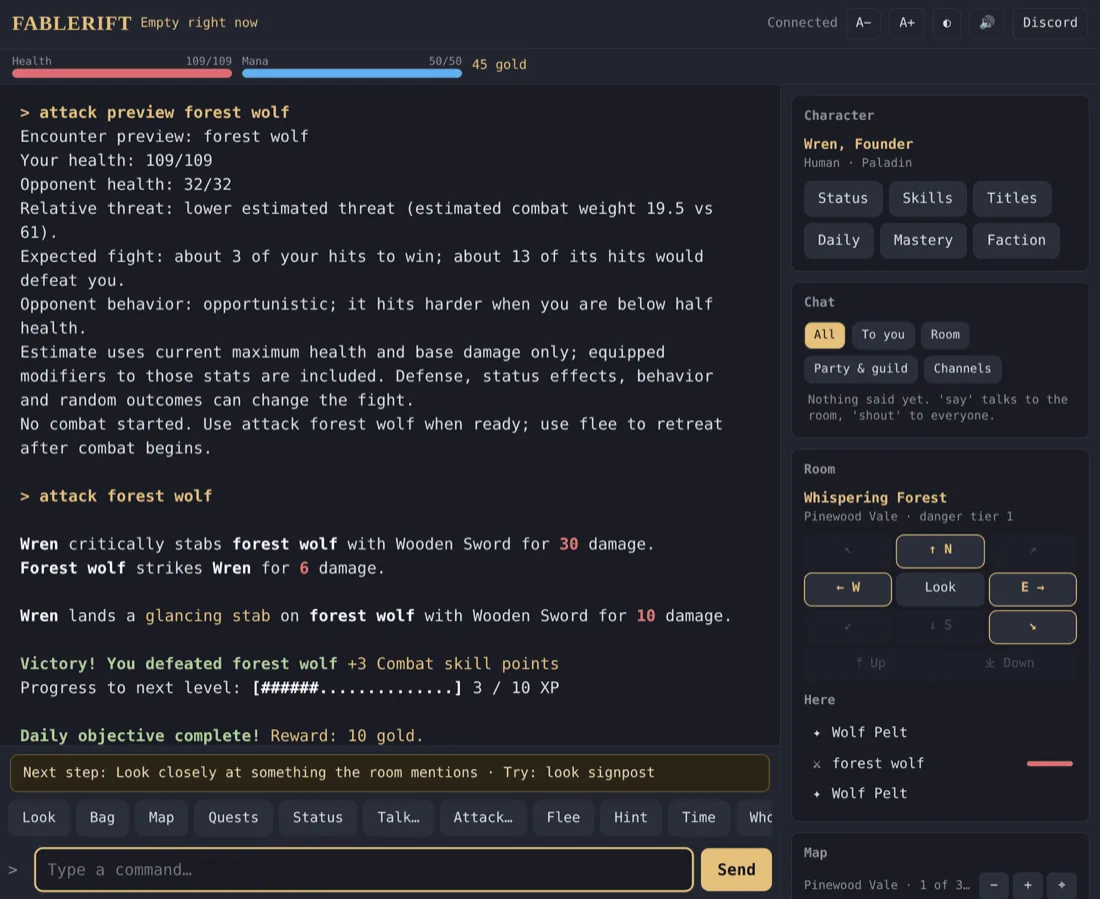 FABLERIFT Empty right now
Connected A− A+ Discord
Health 109/109 Mana 50/50 45 gold
> attack preview forest wolf
Encounter preview: forest wolf
Your health: 109/109
Opponent health: 32/32
Relative threat: lower estimated threat (estimated combat weight 19.5 vs
61).
Expected fight: about 3 of your hits to win; about 13 of its hits would
defeat you.
Opponent behavior: opportunistic; it hits harder when you are below half
health.
Estimate uses current maximum health and base damage only; equipped
modifiers to those stats are included. Defense, status effects, behavior
and random outcomes can change the fight.
No combat started. Use attack forest wolf when ready; use flee to retreat
after combat begins.
> attack forest wolf
Wren critically stabs forest wolf with Wooden Sword for 30 damage.
Forest wolf strikes Wren for 6 damage.
Wren lands a glancing stab on forest wolf with Wooden Sword for 10 damage.
Victory! You defeated forest wolf +3 Combat skill points
Progress to next level: [######..............] 3 / 10 XP
Daily objective complete! Reward: 10 gold.
Next step: Look closely at something the room mentions · Try: look signpost
Look Bag Map Quests Status Talk… Attack… Flee Hint Time Who
> Type a command… Send
Character
Wren, Founder
Human · Paladin
Status Skills Titles
Daily Mastery Faction
Chat
All To you Room
Party & guild Channels
Nothing said yet. 'say' talks to the
room, 'shout' to everyone.
Room
Whispering Forest
Pinewood Vale · danger tier 1
↖ ↑ N ↗
← W Look E →
↙ ↓ S ↘
⤒ Up ⤓ Down
Here
✦ Wolf Pelt
⚔ forest wolf
✦ Wolf Pelt
Map
Pinewood Vale · 1 of 3… − + ⌖